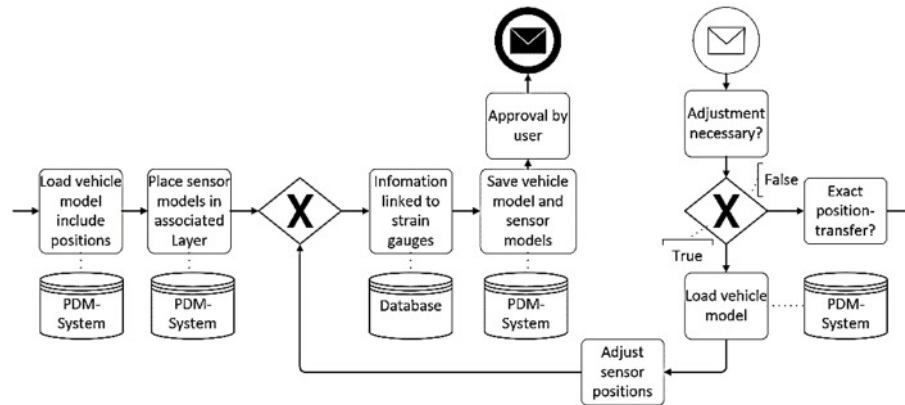 Approval by
user
Adjustment
necessary?
Load vehicle
model
include
positions
Place sensor
models in
associated
Layer
X
Infomation
linked to
strain
gauges
Save vehicle
model and
sensor
models
X
False
True
Exact
position-
transfer?
PDM-
System
PDM-
System
Database
PDM-
System
Load vehicle
model
PDM-
System
Adjust
sensor
positions